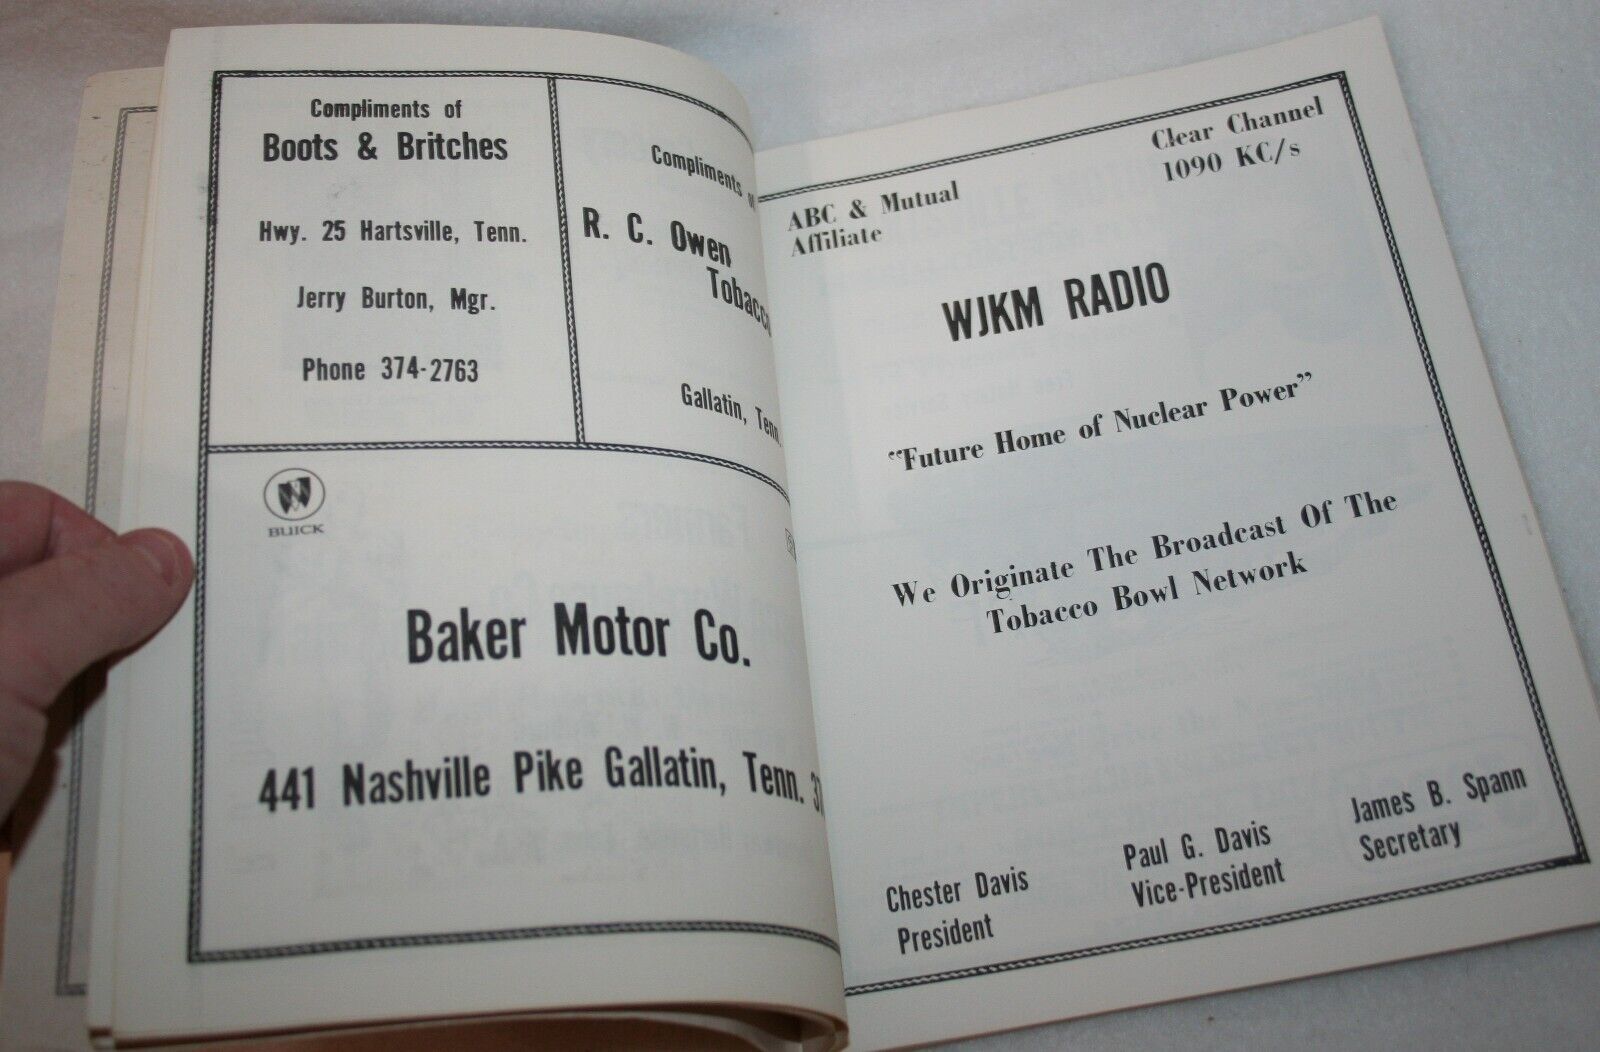 Compliments of
Boots & Britches
Hwy. 25 Hartsville, Tenn.
Jerry Burton, Mgr.
Phone 374-2763
Compliments of
R. C. Owen
Tobacco
Gallatin, Tenn.
BUICK
Baker Motor Co.
441 Nashville Pike Gallatin, Tenn. 37
ABC & Mutual
Affiliate
Clear Channel
1090 KC/s
WJKM RADIO
"Future Home of Nuclear Power"
We Originate The Broadcast Of The
Tobacco Bowl Network
Chester Davis
President
Paul G. Davis
Vice-President
James B. Spann
Secretary